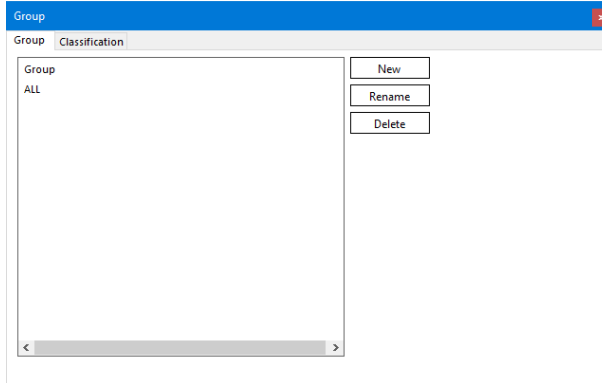 Group
Group Classification
Group
ALL
New
Rename
Delete